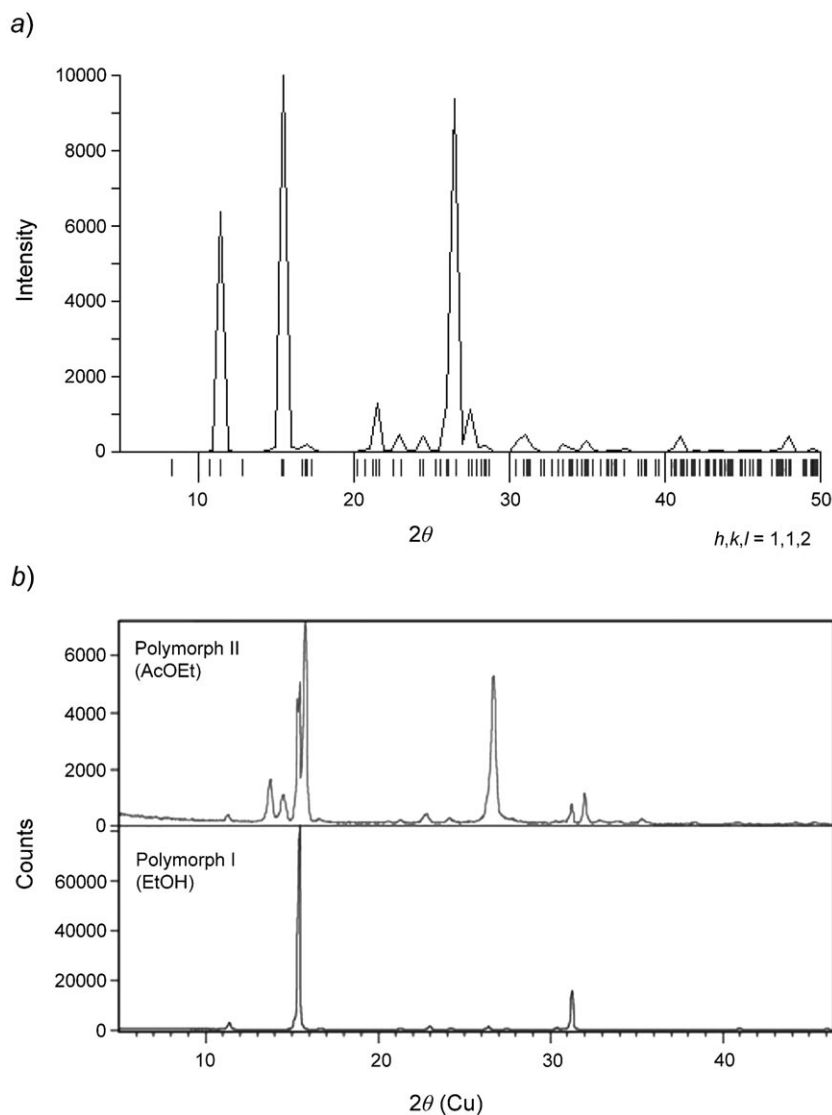 a)
10000
8000
6000
4000
2000
0
Intensity
10 20 30 40 50
2θ
h,k,l = 1,1,2
b)
Polymorph II
(AcOEt)
6000
4000
2000
0
Polymorph I
(EtOH)
60000
40000
20000
0
Counts
10 20 30 40
2θ (Cu)